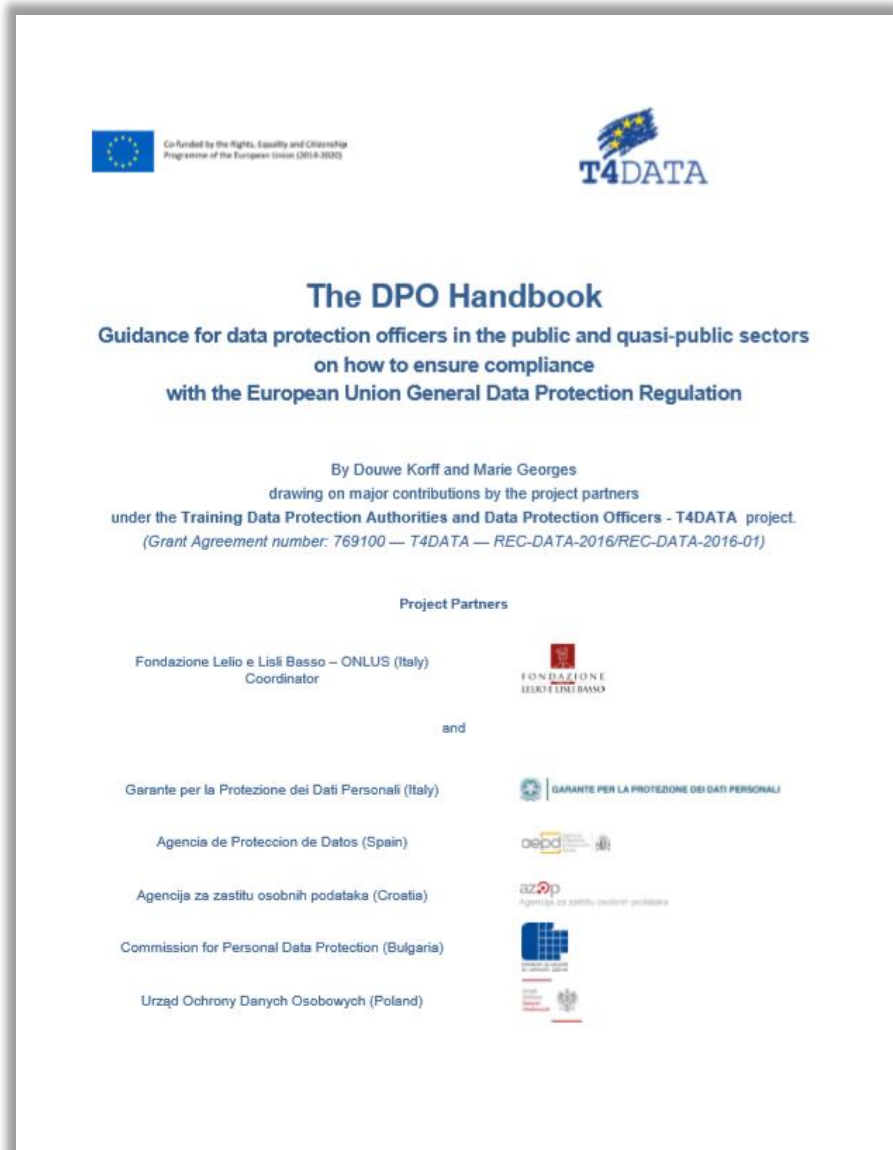 Co-funded by the Rights, Equality and Citizenship
Programme of the European Union (2014-2020)
T4DATA
The DPO Handbook
Guidance for data protection officers in the public and quasi-public sectors
on how to ensure compliance
with the European Union General Data Protection Regulation
By Douwe Korff and Marie Georges
drawing on major contributions by the project partners
under the Training Data Protection Authorities and Data Protection Officers - T4DATA project.
(Grant Agreement number: 769100 — T4DATA — REC-DATA-2016/REC-DATA-2016-01)
Project Partners
Fondazione Lelio e Lisli Basso – ONLUS (Italy)
Coordinator
FONDAZIONE
LELIO E LISLI BASSO
and
Garante per la Protezione dei Dati Personali (Italy)
GARANTE PER LA PROTEZIONE DEI DATI PERSONALI
Agencia de Proteccion de Datos (Spain)
aepd
Agencija za zastitu osobnih podataka (Croatia)
azop
Agencija za zaštitu osobnih podataka
Commission for Personal Data Protection (Bulgaria)
Urząd Ochrony Danych Osobowych (Poland)